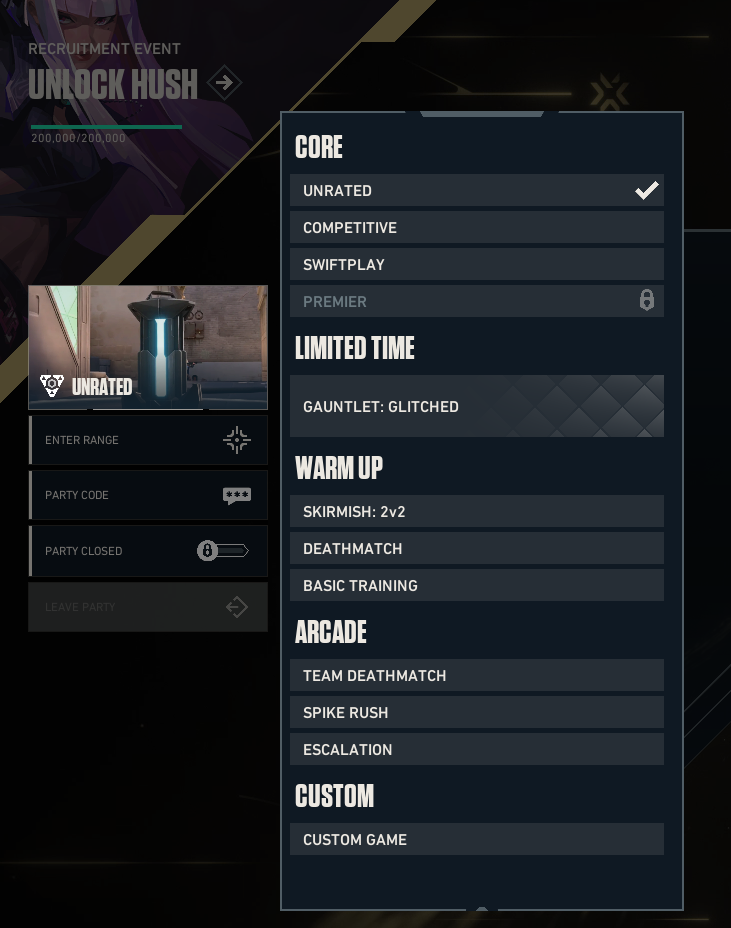 RECRUITMENT EVENT
UNLOCK HUSH
200,000/200,000
UNRATED
ENTER RANGE
PARTY CODE
***
PARTY CLOSED
LEAVE PARTY
CORE
UNRATED
COMPETITIVE
SWIFTPLAY
PREMIER
LIMITED TIME
GAUNTLET: GLITCHED
WARM UP
SKIRMISH: 2v2
DEATHMATCH
BASIC TRAINING
ARCADE
TEAM DEATHMATCH
SPIKE RUSH
ESCALATION
CUSTOM
CUSTOM GAME